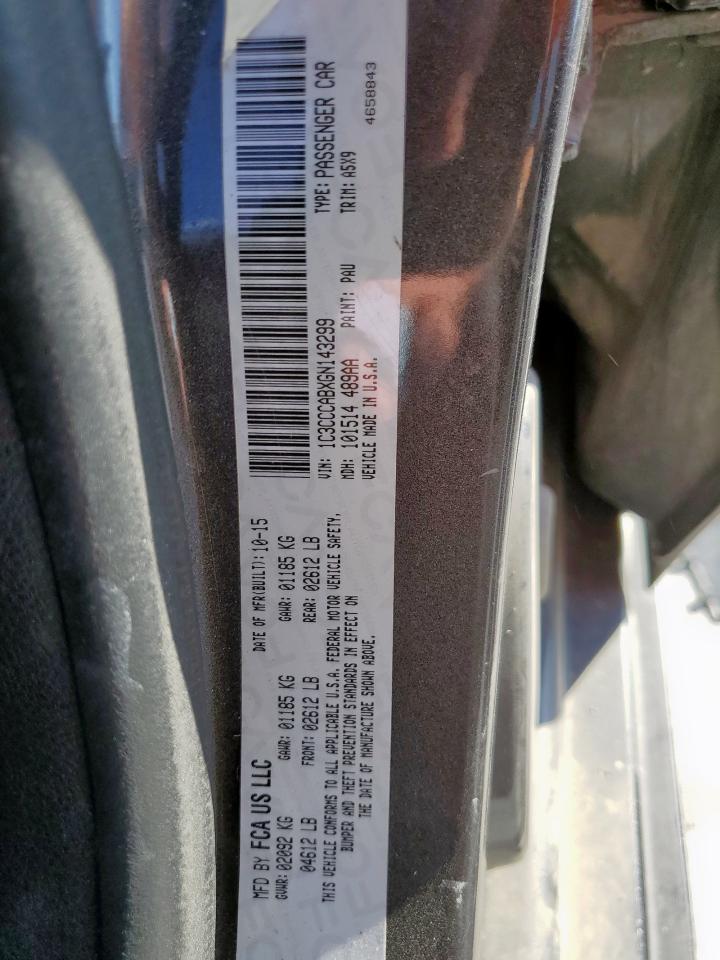 MFD BY FCA US LLC DATE OF MFR(BUILT): 10-15
GVWR: 02092 KG GAWR: 01185 KG GAWR: 01185 KG
04612 LB FRONT: 02612 LB REAR: 02612 LB
THIS VEHICLE CONFORMS TO ALL APPLICABLE U.S.A. FEDERAL MOTOR VEHICLE SAFETY,
BUMPER AND THEFT PREVENTION STANDARDS IN EFFECT ON
THE DATE OF MANUFACTURE SHOWN ABOVE.
VIN: 1C3CCCABXGN143299 TYPE: PASSENGER CAR
MDH: 101514 489AA PAINT: PAU TRIM: A5X9
VEHICLE MADE IN U.S.A.
4658843